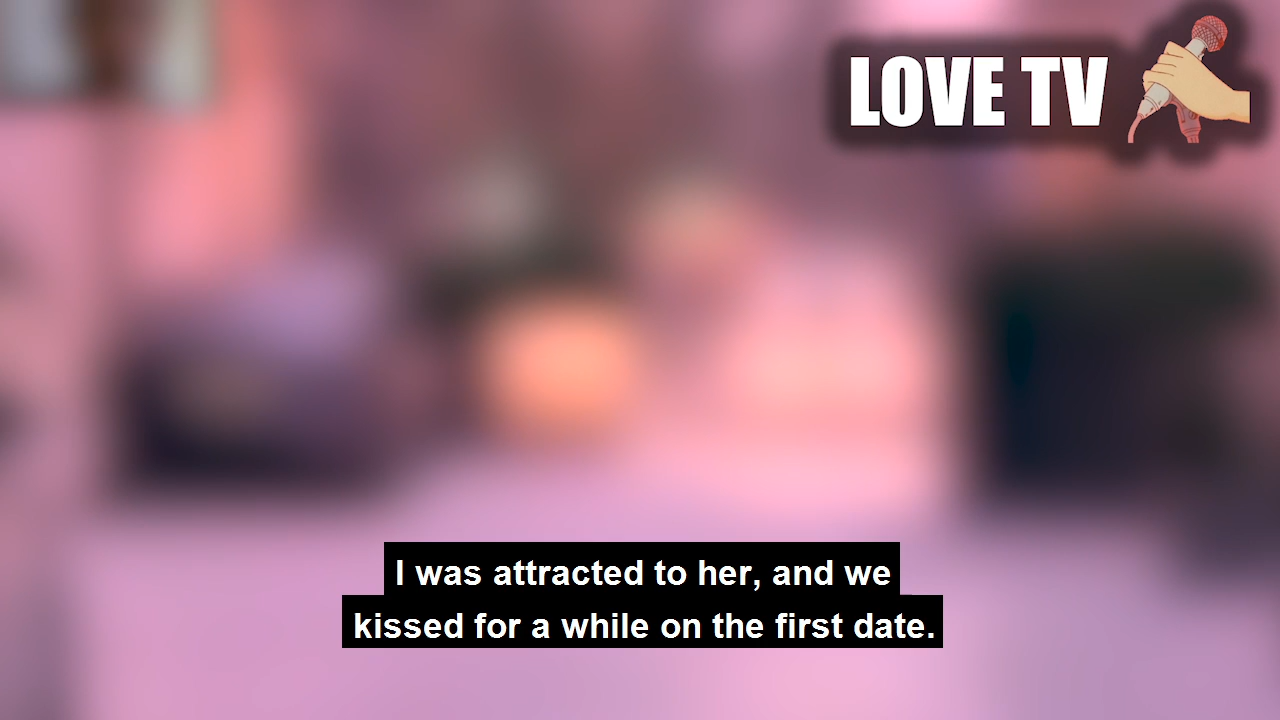 LOVE TV
I was attracted to her, and we
kissed for a while on the first date.